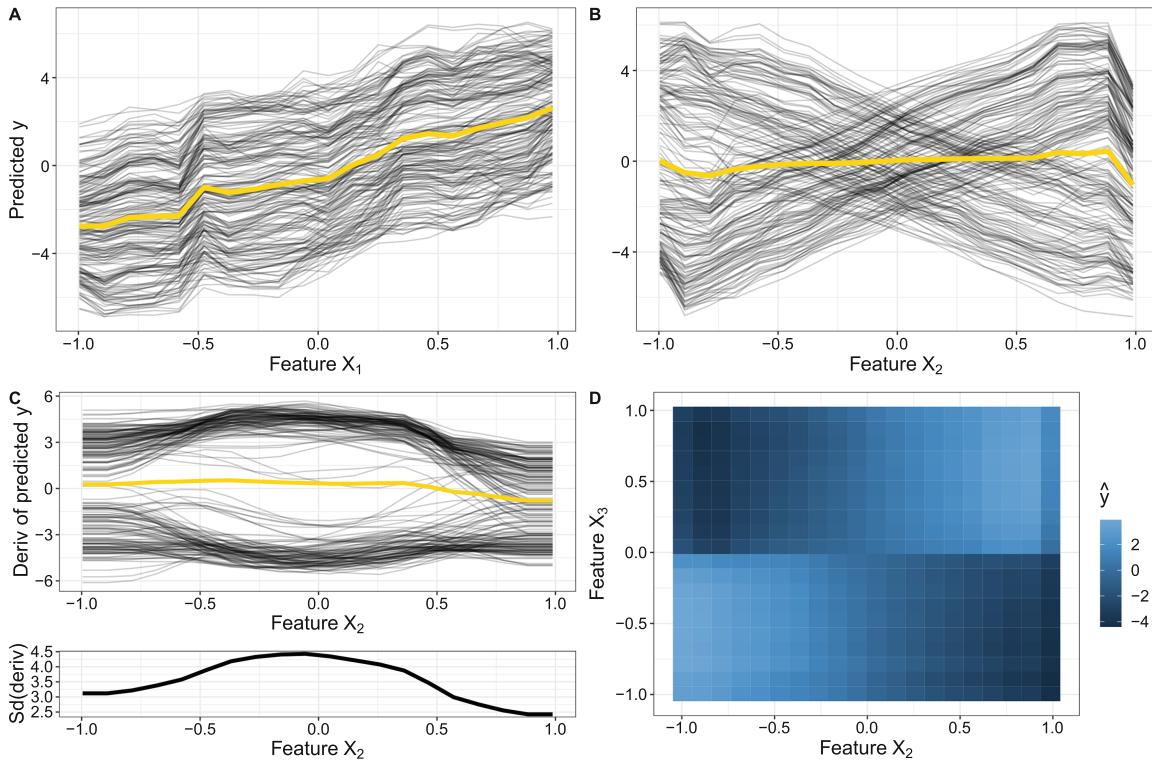 A
Predicted y
4
0
−4
−1.0 −0.5 0.0 0.5 1.0
Feature X₁
B
4
0
−4
−1.0 −0.5 0.0 0.5 1.0
Feature X₂
C
Deriv of predicted y
6
3
0
−3
−6
−1.0 −0.5 0.0 0.5 1.0
Feature X₂
Sd(deriv)
4.5
4.0
3.5
3.0
2.5
−1.0 −0.5 0.0 0.5 1.0
Feature X₂
D
Feature X₃
1.0
0.5
0.0
−0.5
−1.0
−1.0 −0.5 0.0 0.5 1.0
Feature X₂
ŷ
2
0
−2
−4